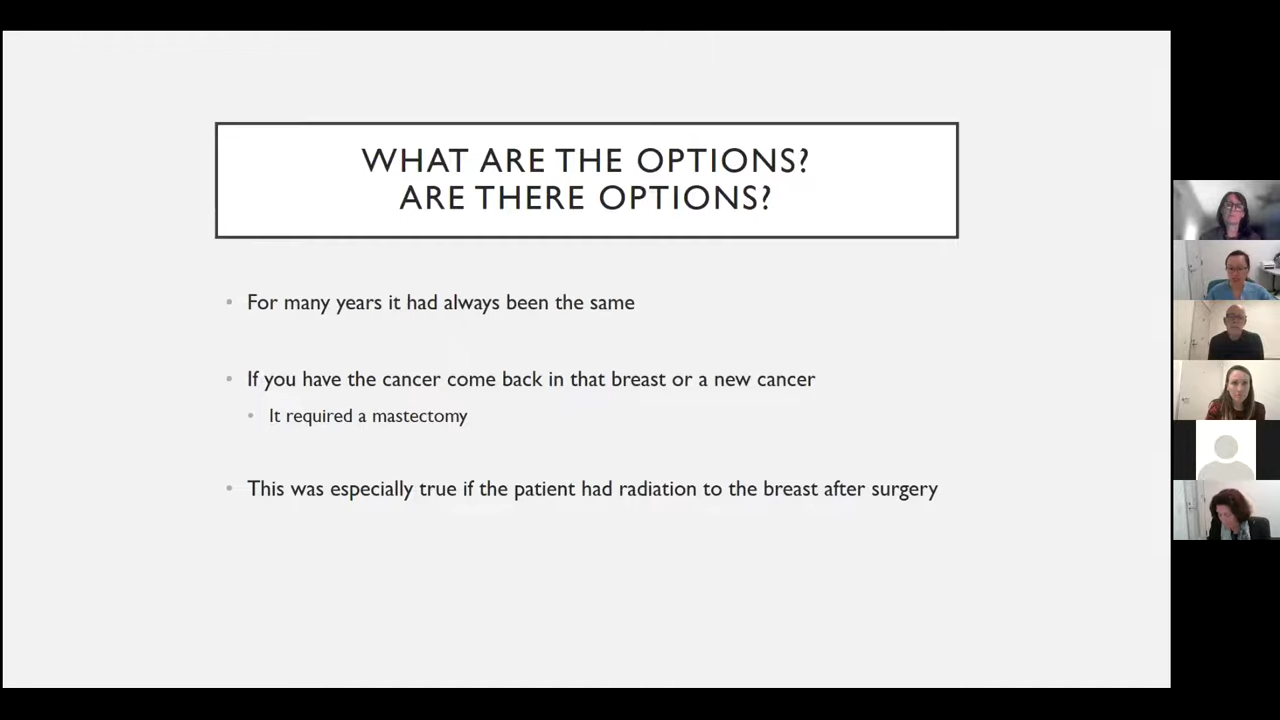 WHAT ARE THE OPTIONS?
ARE THERE OPTIONS?
• For many years it had always been the same
• If you have the cancer come back in that breast or a new cancer
• It required a mastectomy
• This was especially true if the patient had radiation to the breast after surgery